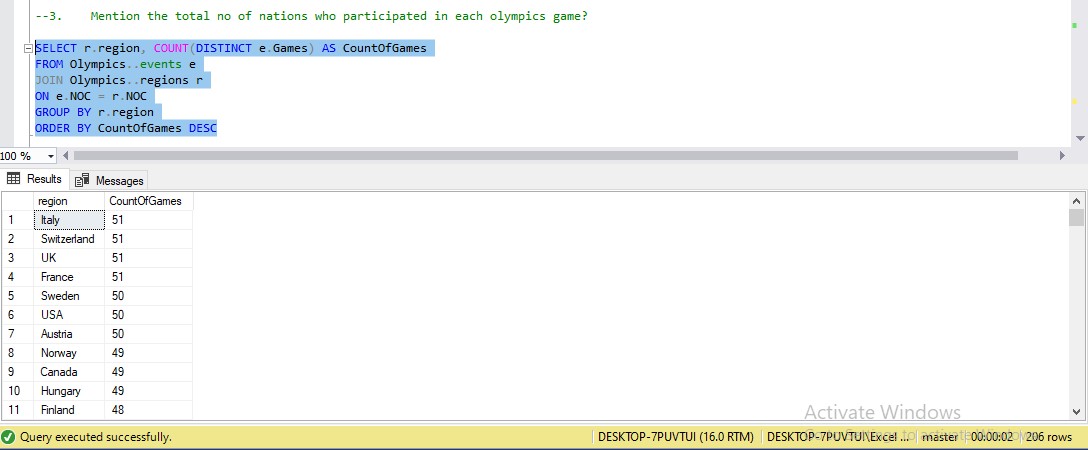 --3.    Mention the total no of nations who participated in each olympics game?
SELECT r.region, COUNT(DISTINCT e.Games) AS CountOfGames
FROM Olympics..events e
JOIN Olympics..regions r
ON e.NOC = r.NOC
GROUP BY r.region
ORDER BY CountOfGames DESC
100 %
Results Messages
region CountOfGames
1 Italy 51
2 Switzerland 51
3 UK 51
4 France 51
5 Sweden 50
6 USA 50
7 Austria 50
8 Norway 49
9 Canada 49
10 Hungary 49
11 Finland 48
Activate Windows
Query executed successfully. DESKTOP-7PUVTUI (16.0 RTM) DESKTOP-7PUVTUI\Excel ... master 00:00:02 206 rows